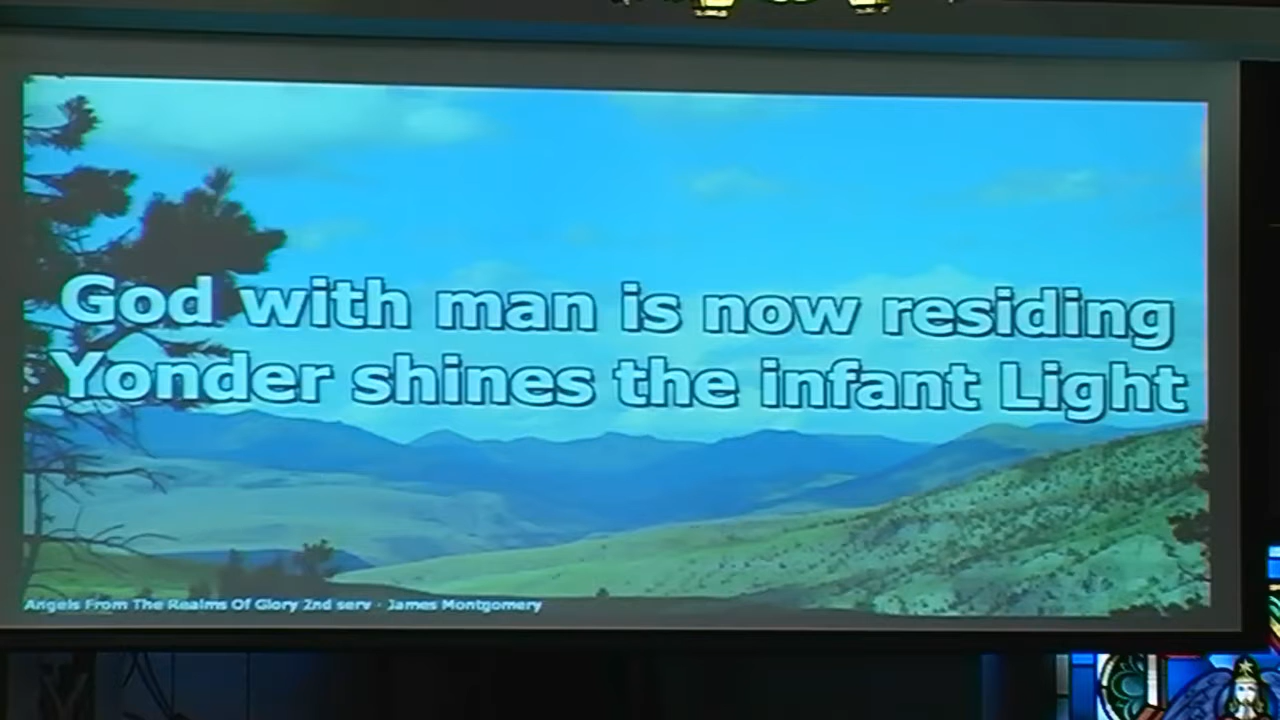 God with man is now residing
Yonder shines the infant Light
Angels From The Realms Of Glory 2nd serv - James Montgomery